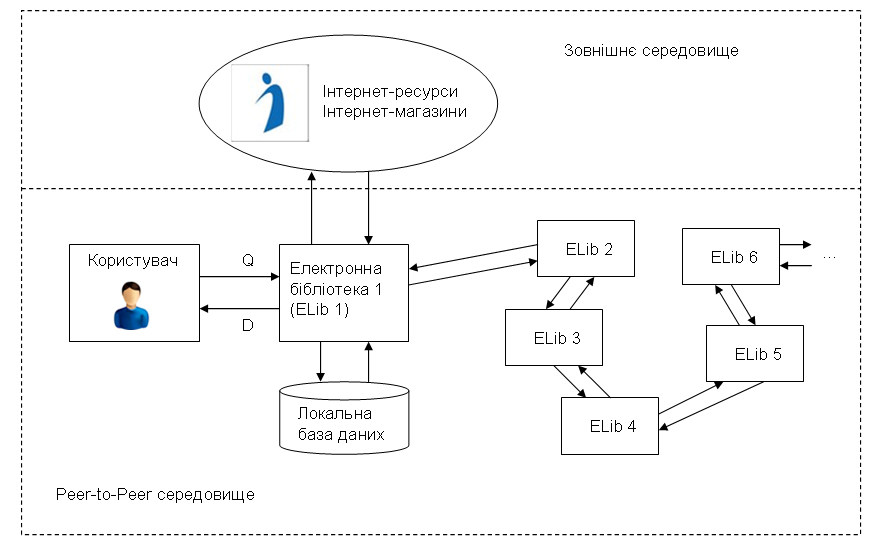 Зовнішнє середовище
Інтернет-ресурси
Інтернет-магазини
Користувач
Q
D
Електронна
бібліотека 1
(ELib 1)
ELib 2
ELib 6
...
ELib 3
ELib 5
ELib 4
Локальна
база даних
Peer-to-Peer середовище